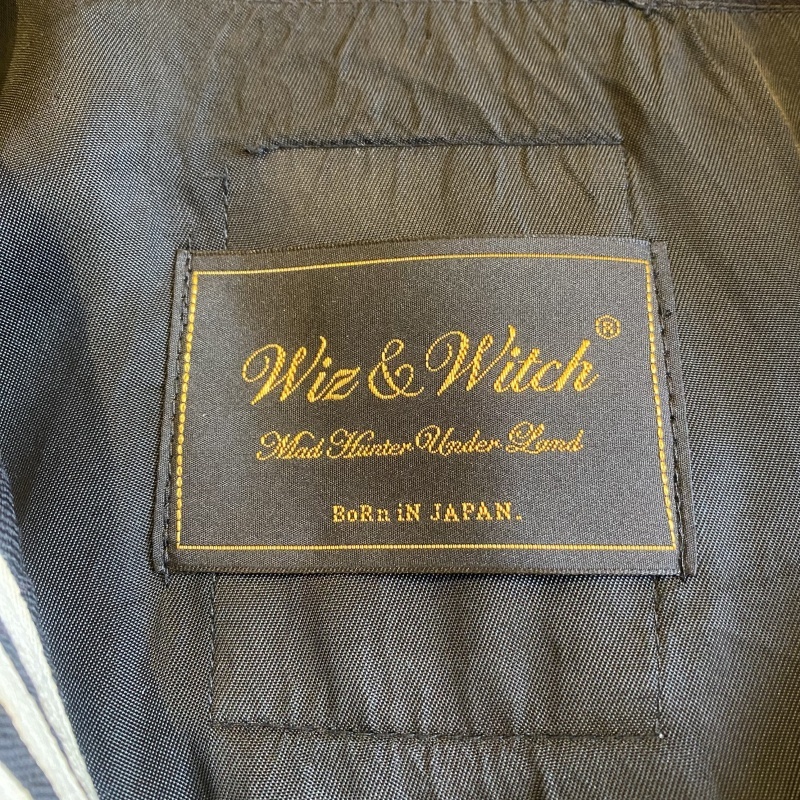 Wiz & Witch®
Mad Hunter Under Land
BoRn iN JAPAN.